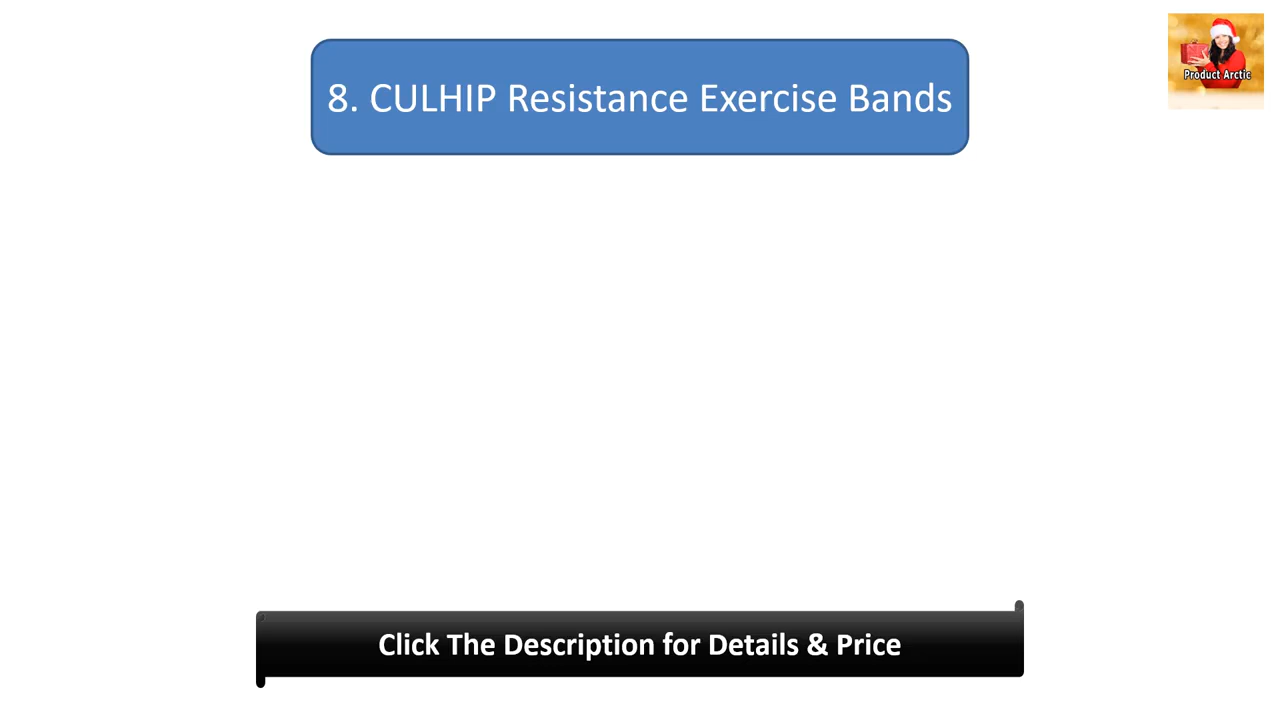 8. CULHIP Resistance Exercise Bands
Product Arctic
Click The Description for Details & Price